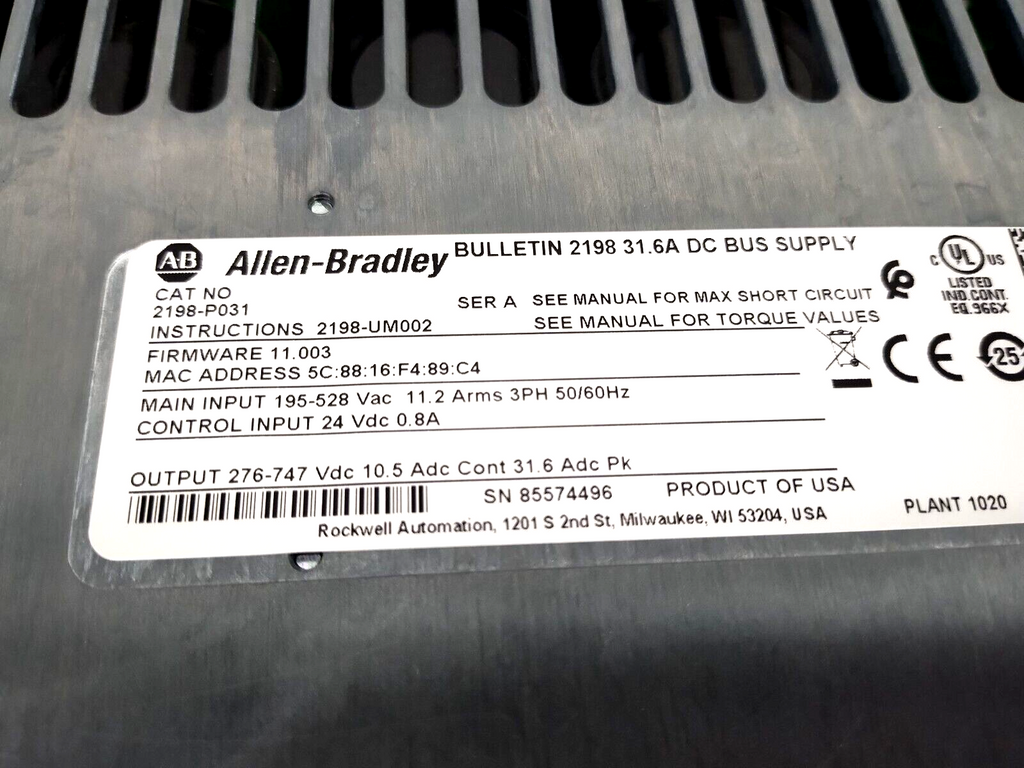 AB Allen-Bradley BULLETIN 2198 31.6A DC BUS SUPPLY
CAT NO
2198-P031
SER A SEE MANUAL FOR MAX SHORT CIRCUIT
INSTRUCTIONS 2198-UM002
SEE MANUAL FOR TORQUE VALUES
C UL US
LISTED
IND.CONT.
EQ.966X
FIRMWARE 11.003
MAC ADDRESS 5C:88:16:F4:89:C4
CE
25
MAIN INPUT 195-528 Vac 11.2 Arms 3PH 50/60Hz
CONTROL INPUT 24 Vdc 0.8A
OUTPUT 276-747 Vdc 10.5 Adc Cont 31.6 Adc Pk
SN 85574496 PRODUCT OF USA
Rockwell Automation, 1201 S 2nd St, Milwaukee, WI 53204, USA
PLANT 1020